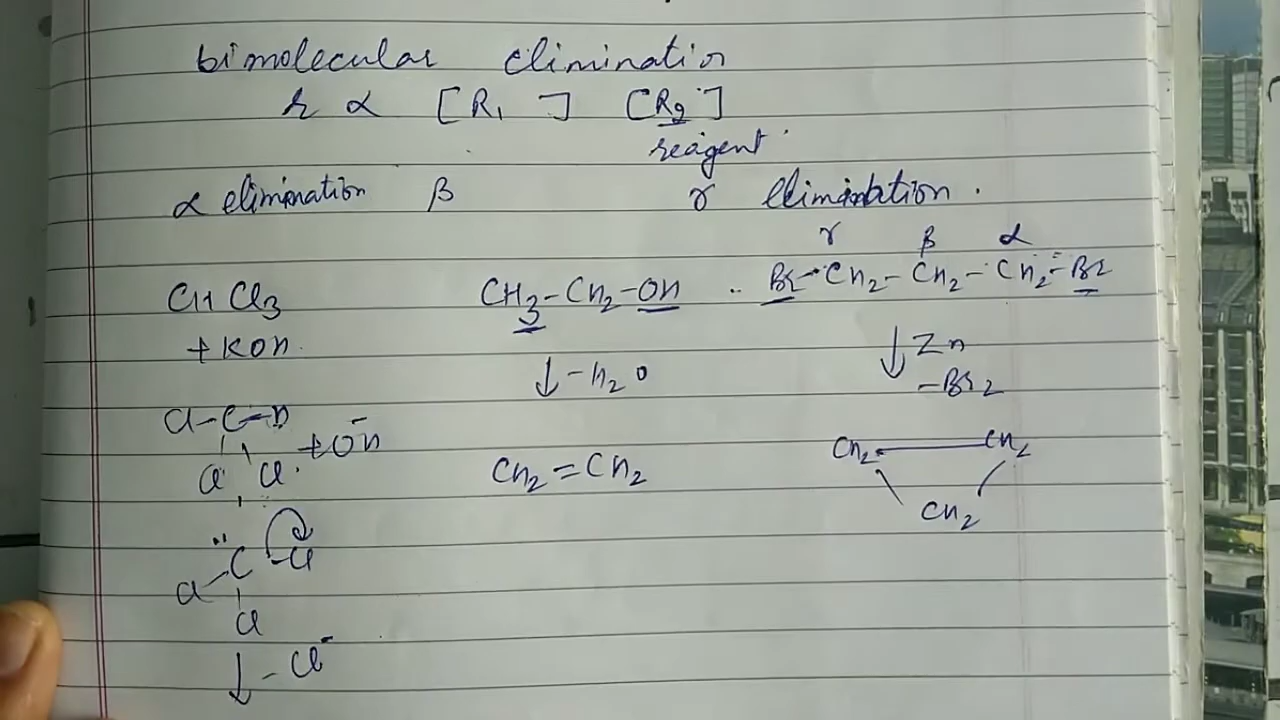 bimolecular elimination
r α [R1 ] [R2]
reagent
α elimination β γ elimination.
γ β α
CHCl3 CH3-CH2-OH Br-CH2-CH2-CH2-Br
+KOH. ↓-H2O ↓Zn
-Br2
Cl-C-H
Cl Cl. +OH- CH2=CH2 CH2-CH2
CH2
.. C-Cl
Cl
Cl
↓-Cl-